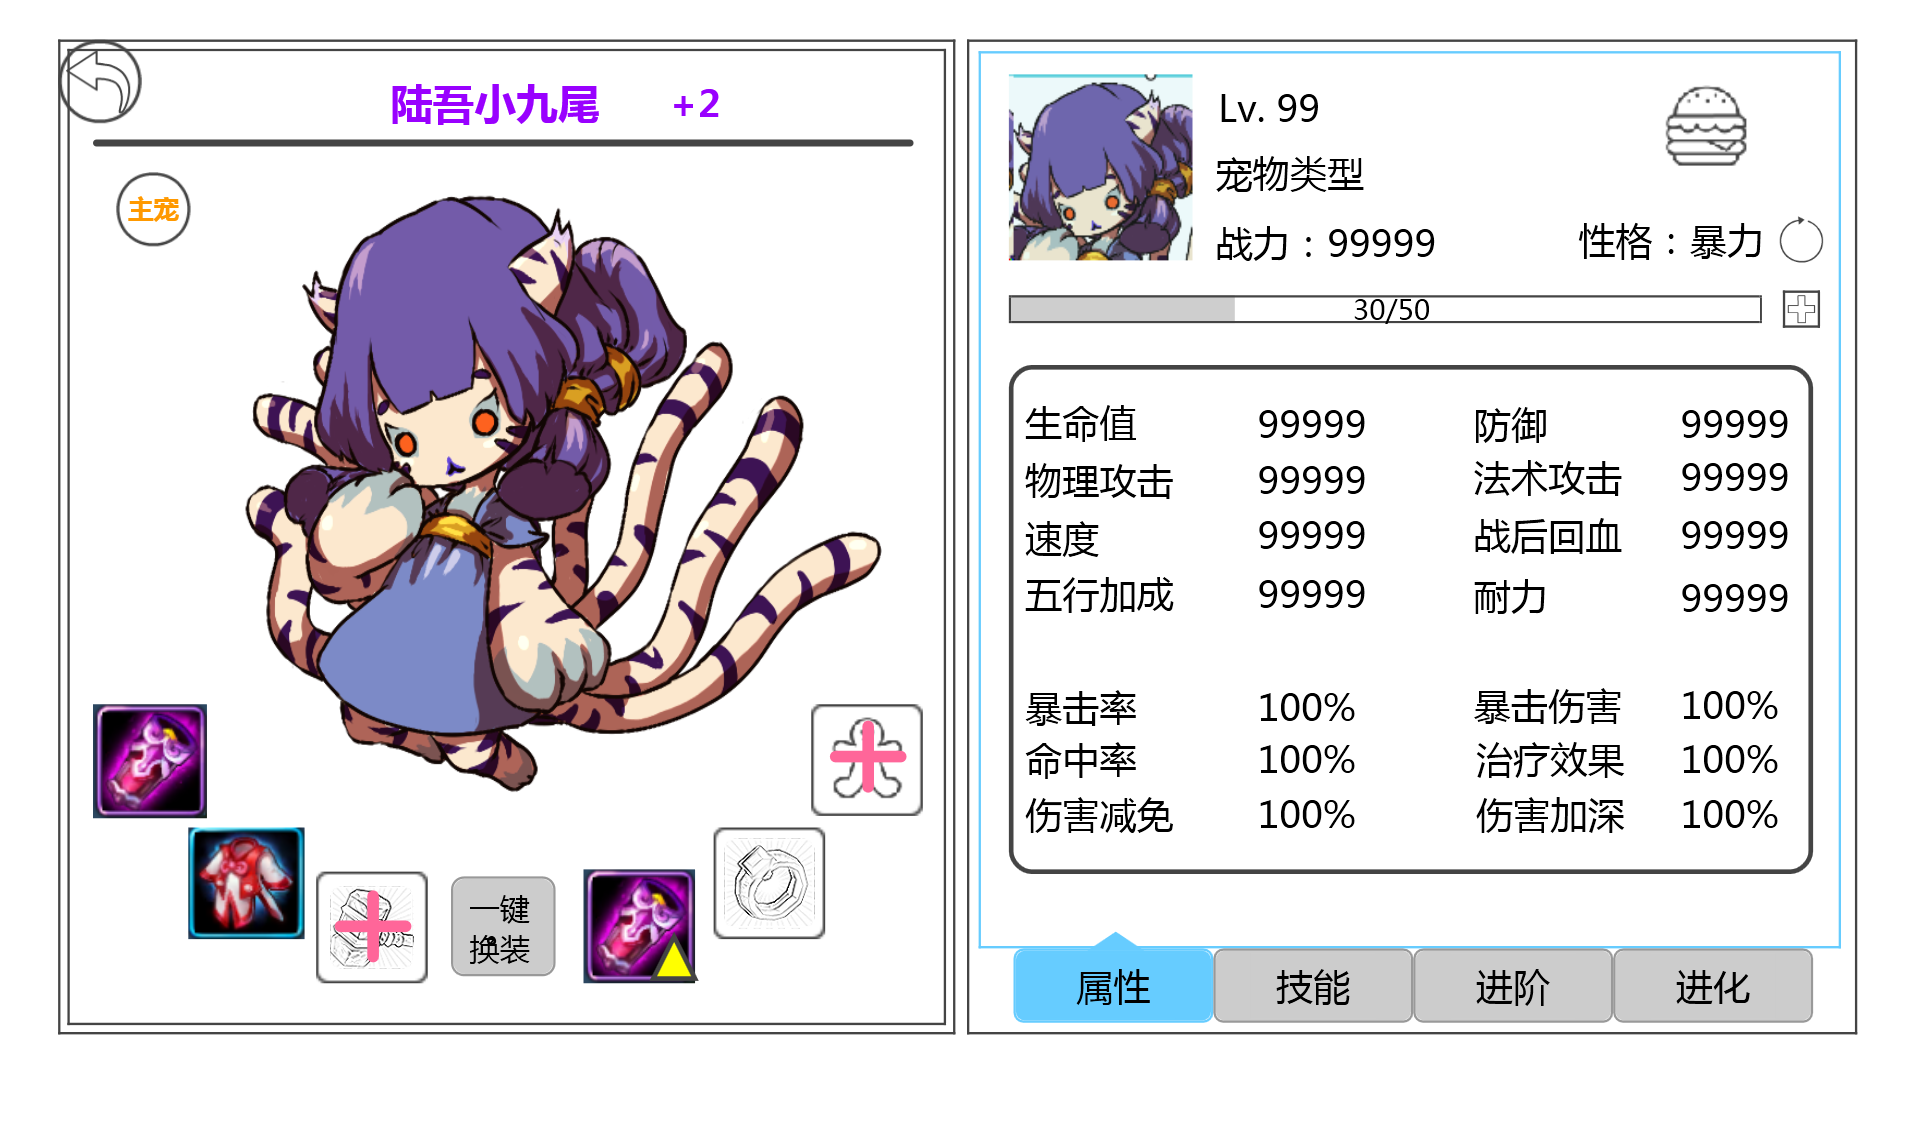 陆吾小九尾 +2
主宠
一键
换装
Lv. 99
宠物类型
战力：99999 性格：暴力
30/50
生命值 99999 防御 99999
物理攻击 99999 法术攻击 99999
速度 99999 战后回血 99999
五行加成 99999 耐力 99999
暴击率 100% 暴击伤害 100%
命中率 100% 治疗效果 100%
伤害减免 100% 伤害加深 100%
属性 技能 进阶 进化